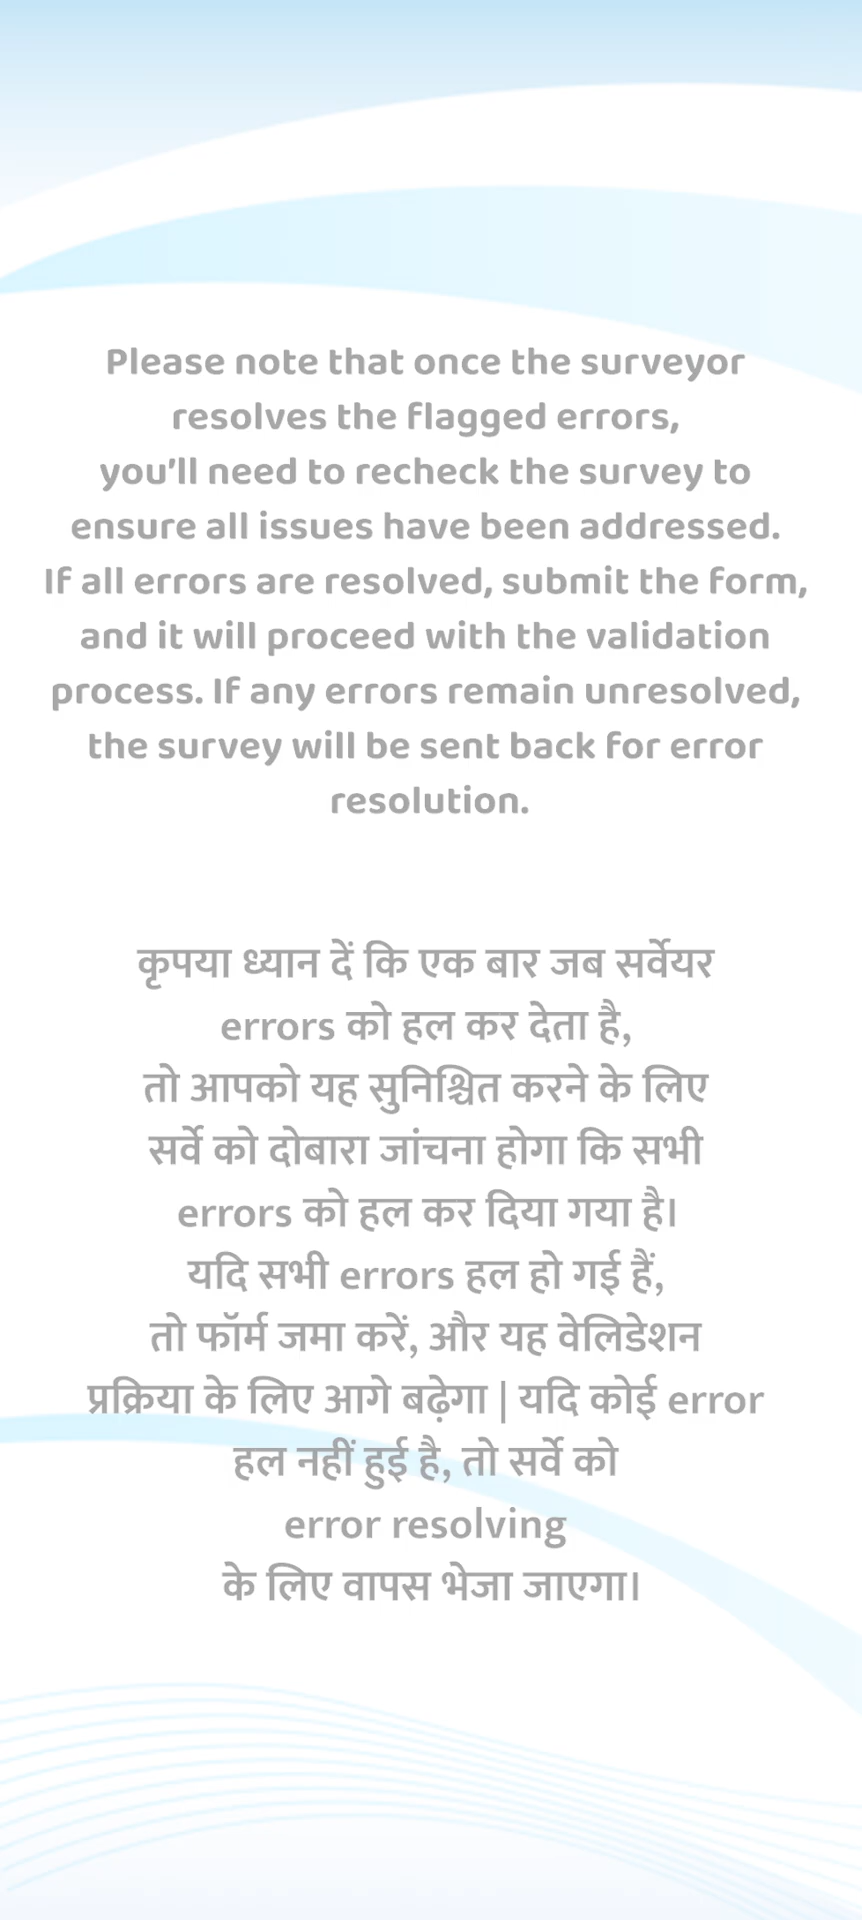 Please note that once the surveyor
resolves the flagged errors,
you’ll need to recheck the survey to
ensure all issues have been addressed.
If all errors are resolved, submit the form,
and it will proceed with the validation
process. If any errors remain unresolved,
the survey will be sent back for error
resolution.
कृपया ध्यान दें कि एक बार जब सर्वेयर
errors को हल कर देता है,
तो आपको यह सुनिश्चित करने के लिए
सर्वे को दोबारा जांचना होगा कि सभी
errors को हल कर दिया गया है।
यदि सभी errors हल हो गई हैं,
तो फॉर्म जमा करें, और यह वेलिडेशन
प्रक्रिया के लिए आगे बढ़ेगा | यदि कोई error
हल नहीं हुई है, तो सर्वे को
error resolving
के लिए वापस भेजा जाएगा।